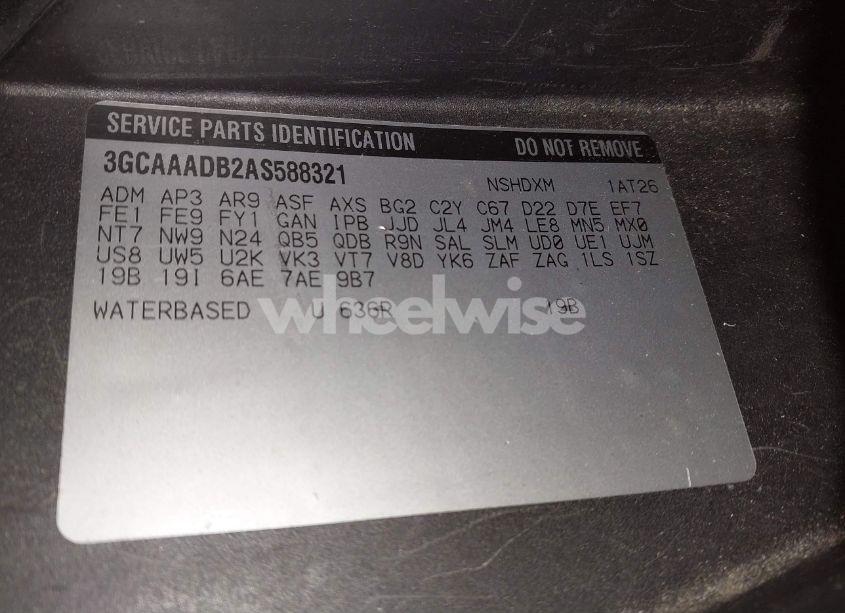 SERVICE PARTS IDENTIFICATION DO NOT REMOVE
3GCAAADB2AS588321 NSHDXM 1AT26
ADM AP3 AR9 ASF AXS BG2 C2Y C67 D22 D7E EF7
FE1 FE9 FY1 GAN IPB JJD JL4 JM4 LE8 MN5 MX0
NT7 NW9 N24 QB5 QDB R9N SAL SLM UD0 UE1 UJM
US8 UW5 U2K VK3 VT7 V8D YK6 ZAF ZAG 1LS 1SZ
19B 19I 6AE 7AE 9B7
WATERBASED U 636R 19B
wheelwise